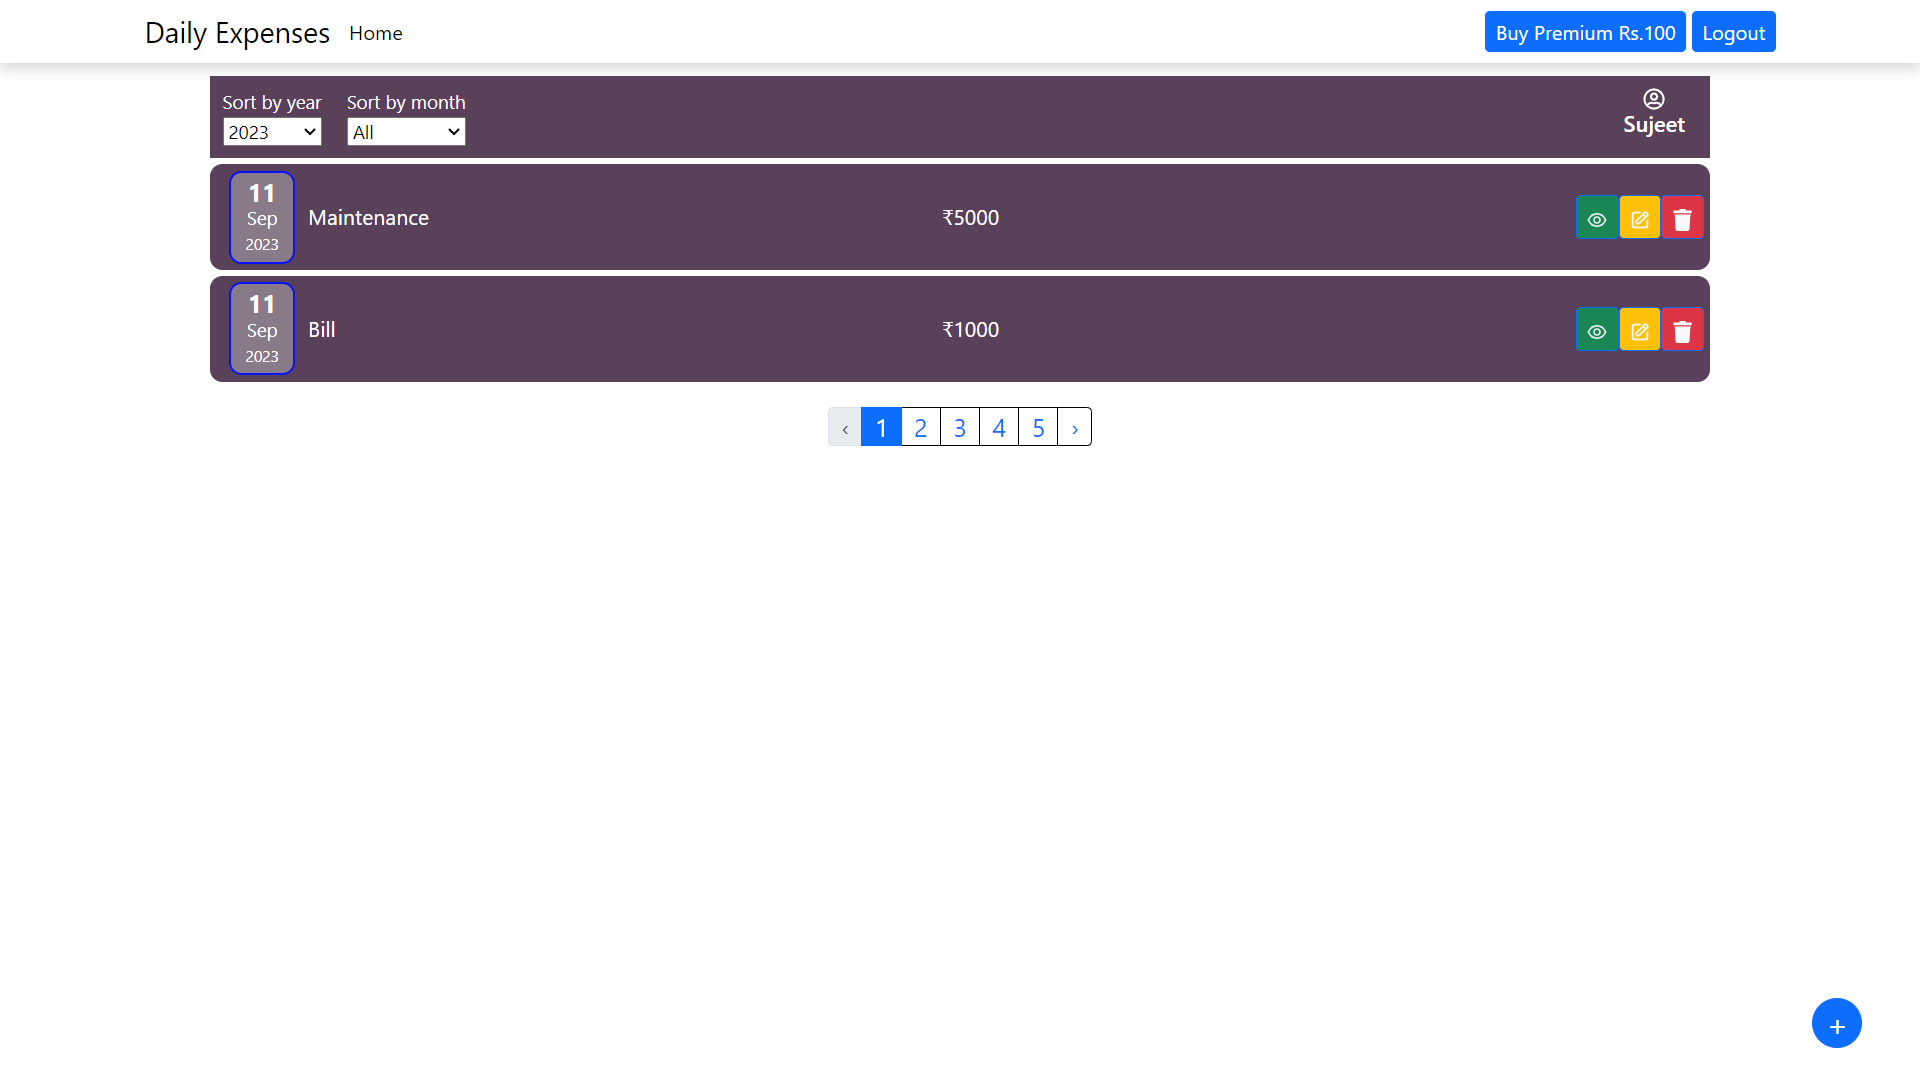 Daily Expenses Home Buy Premium Rs.100 Logout
Sort by year Sort by month
2023 All
Sujeet
11
Sep
2023
Maintenance ₹5000
11
Sep
2023
Bill ₹1000
‹ 1 2 3 4 5 ›
+